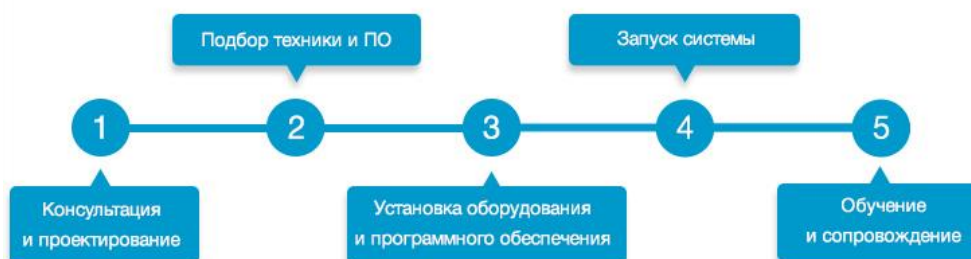 Подбор техники и ПО
Запуск системы
1
2
3
4
5
Консультация
и проектирование
Установка оборудования
и программного обеспечения
Обучение
и сопровождение